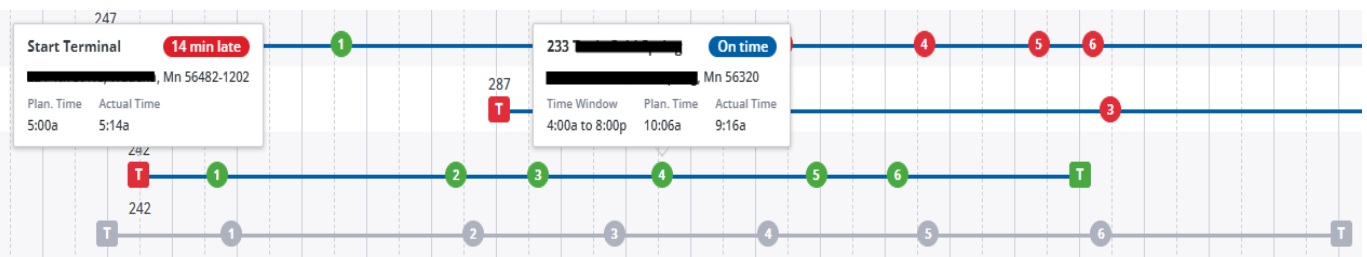 247
Start Terminal 14 min late
, Mn 56482-1202
Plan. Time Actual Time
5:00a 5:14a
1
233 On time
, Mn 56320
Time Window Plan. Time Actual Time
4:00a to 8:00p 10:06a 9:16a
4 5 6
287
T 3
242
T 1 2 3 4 5 6 T
242
T 1 2 3 4 5 6 T